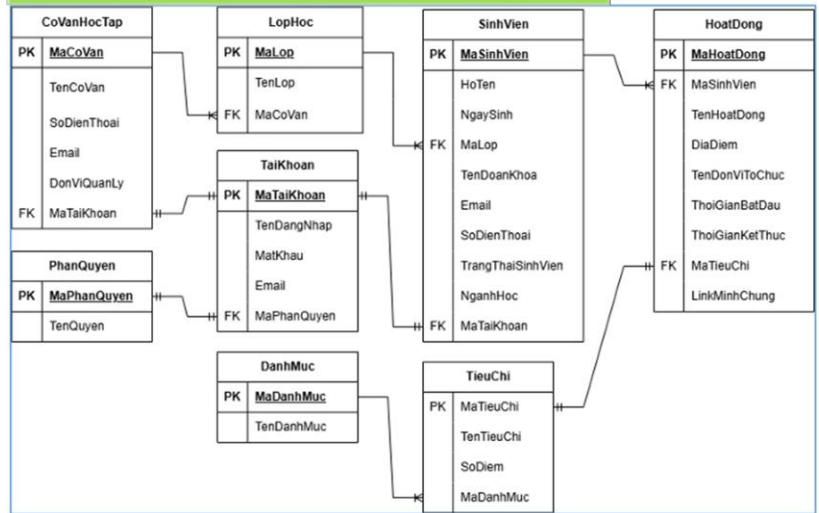 CoVanHocTap
PK MaCoVan
TenCoVan
SoDienThoai
Email
DonViQuanLy
FK MaTaiKhoan
LopHoc
PK MaLop
TenLop
FK MaCoVan
SinhVien
PK MaSinhVien
HoTen
NgaySinh
FK MaLop
TenDoanKhoa
Email
SoDienThoai
TrangThaiSinhVien
NganhHoc
FK MaTaiKhoan
HoatDong
PK MaHoatDong
FK MaSinhVien
TenHoatDong
DiaDiem
TenDonViToChuc
ThoiGianBatDau
ThoiGianKetThuc
FK MaTieuChi
LinkMinhChung
TaiKhoan
PK MaTaiKhoan
TenDangNhap
MatKhau
Email
FK MaPhanQuyen
PhanQuyen
PK MaPhanQuyen
TenQuyen
DanhMuc
PK MaDanhMuc
TenDanhMuc
TieuChi
PK MaTieuChi
TenTieuChi
SoDiem
MaDanhMuc